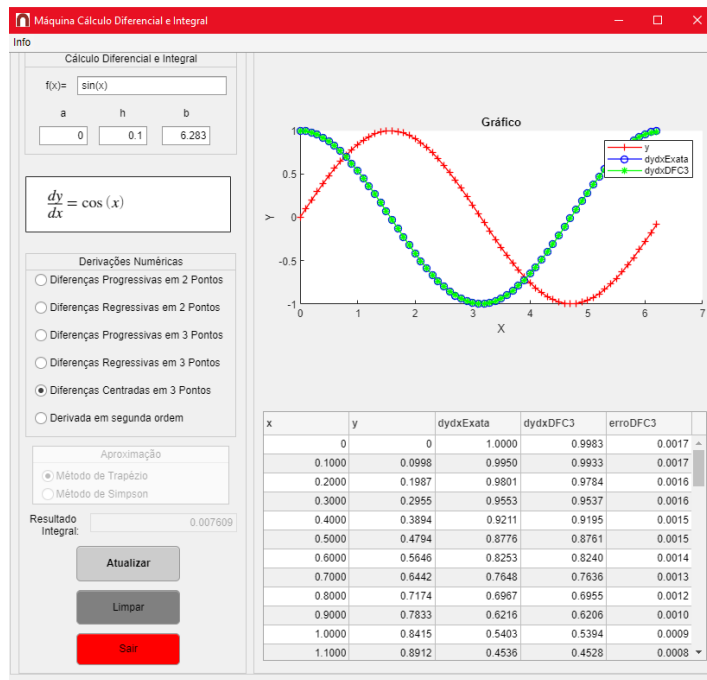 Máquina Cálculo Diferencial e Integral
Info
Cálculo Diferencial e Integral
f(x)= sin(x)
a h b
0 0.1 6.283
dy/dx = cos (x)
Derivações Numéricas
Diferenças Progressivas em 2 Pontos
Diferenças Regressivas em 2 Pontos
Diferenças Progressivas em 3 Pontos
Diferenças Regressivas em 3 Pontos
Diferenças Centradas em 3 Pontos
Derivada em segunda ordem
Aproximação
Método de Trapézio
Método de Simpson
Resultado
Integral:
0.007609
Atualizar
Limpar
Sair
Gráfico
y
dydxExata
dydxDFC3
Y
1
0.5
0
-0.5
-1
0 1 2 3 4 5 6 7
X
x y dydxExata dydxDFC3 erroDFC3
0 0 1.0000 0.9983 0.0017
0.1000 0.0998 0.9950 0.9933 0.0017
0.2000 0.1987 0.9801 0.9784 0.0016
0.3000 0.2955 0.9553 0.9537 0.0016
0.4000 0.3894 0.9211 0.9195 0.0015
0.5000 0.4794 0.8776 0.8761 0.0015
0.6000 0.5646 0.8253 0.8240 0.0014
0.7000 0.6442 0.7648 0.7636 0.0013
0.8000 0.7174 0.6967 0.6955 0.0012
0.9000 0.7833 0.6216 0.6206 0.0010
1.0000 0.8415 0.5403 0.5394 0.0009
1.1000 0.8912 0.4536 0.4528 0.0008